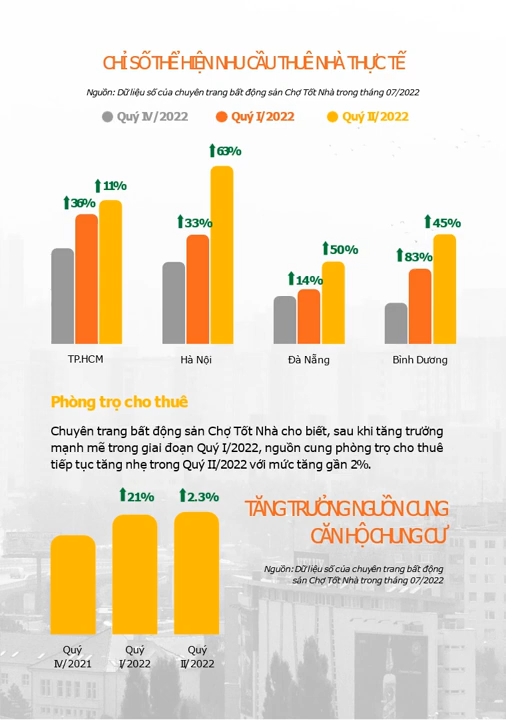 CHỈ SỐ THỂ HIỆN NHU CẦU THUÊ NHÀ THỰC TẾ
Nguồn: Dữ liệu số của chuyên trang bất động sản Chợ Tốt Nhà trong tháng 07/2022
Quý IV/2022 Quý I/2022 Quý II/2022
36% 11% 33% 63% 14% 50% 83% 45%
TP.HCM Hà Nội Đà Nẵng Bình Dương
Phòng trọ cho thuê
Chuyên trang bất động sản Chợ Tốt Nhà cho biết, sau khi tăng trưởng
mạnh mẽ trong giai đoạn Quý I/2022, nguồn cung phòng trọ cho thuê
tiếp tục tăng nhẹ trong Quý II/2022 với mức tăng gần 2%.
21% 2.3%
TĂNG TRƯỞNG NGUỒN CUNG
CĂN HỘ CHUNG CƯ
Nguồn: Dữ liệu số của chuyên trang bất động
sản Chợ Tốt Nhà trong tháng 07/2022
Quý Quý Quý
IV/2021 I/2022 II/2022